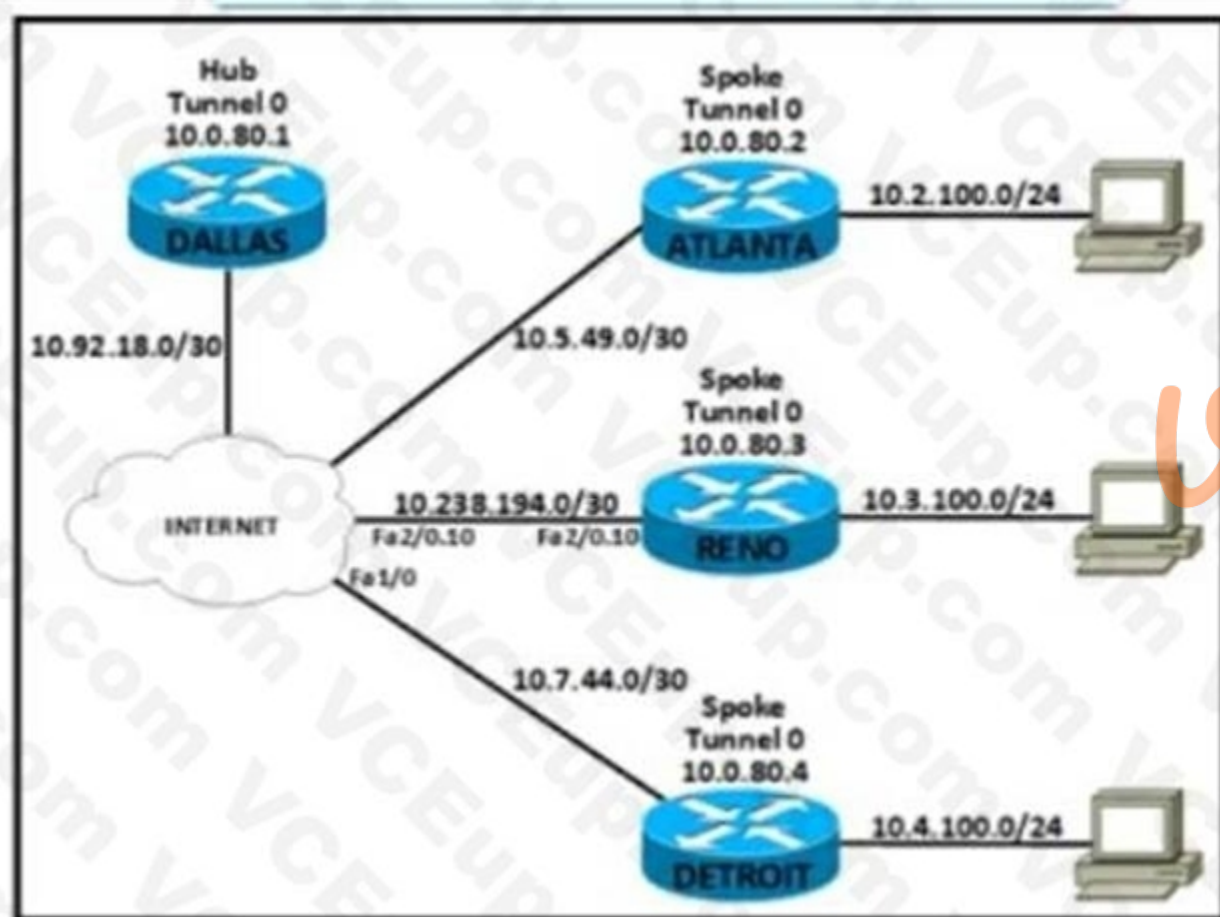 Hub
Tunnel 0
10.0.80.1
DALLAS
Spoke
Tunnel 0
10.0.80.2
ATLANTA
10.2.100.0/24
10.92.18.0/30
10.5.49.0/30
Spoke
Tunnel 0
10.0.80.3
INTERNET
10.238.194.0/30
Fa2/0.10
Fa2/0.10
RENO
10.3.100.0/24
Fa1/0
10.7.44.0/30
Spoke
Tunnel 0
10.0.80.4
DETROIT
10.4.100.0/24
VCEup.com